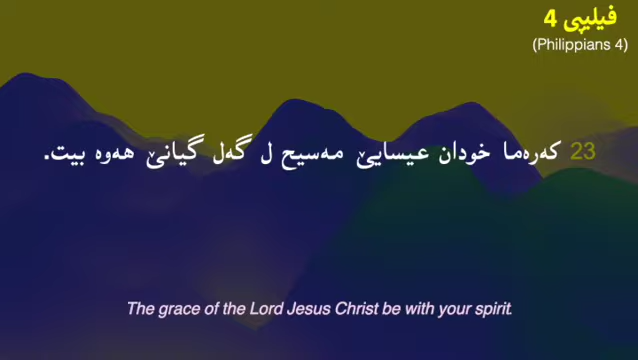 فیلیپی 4
(Philippians 4)
23 کەرەما خودان عیسایێ مەسیح ل گەل گیانێ هەوە بیت.
The grace of the Lord Jesus Christ be with your spirit.